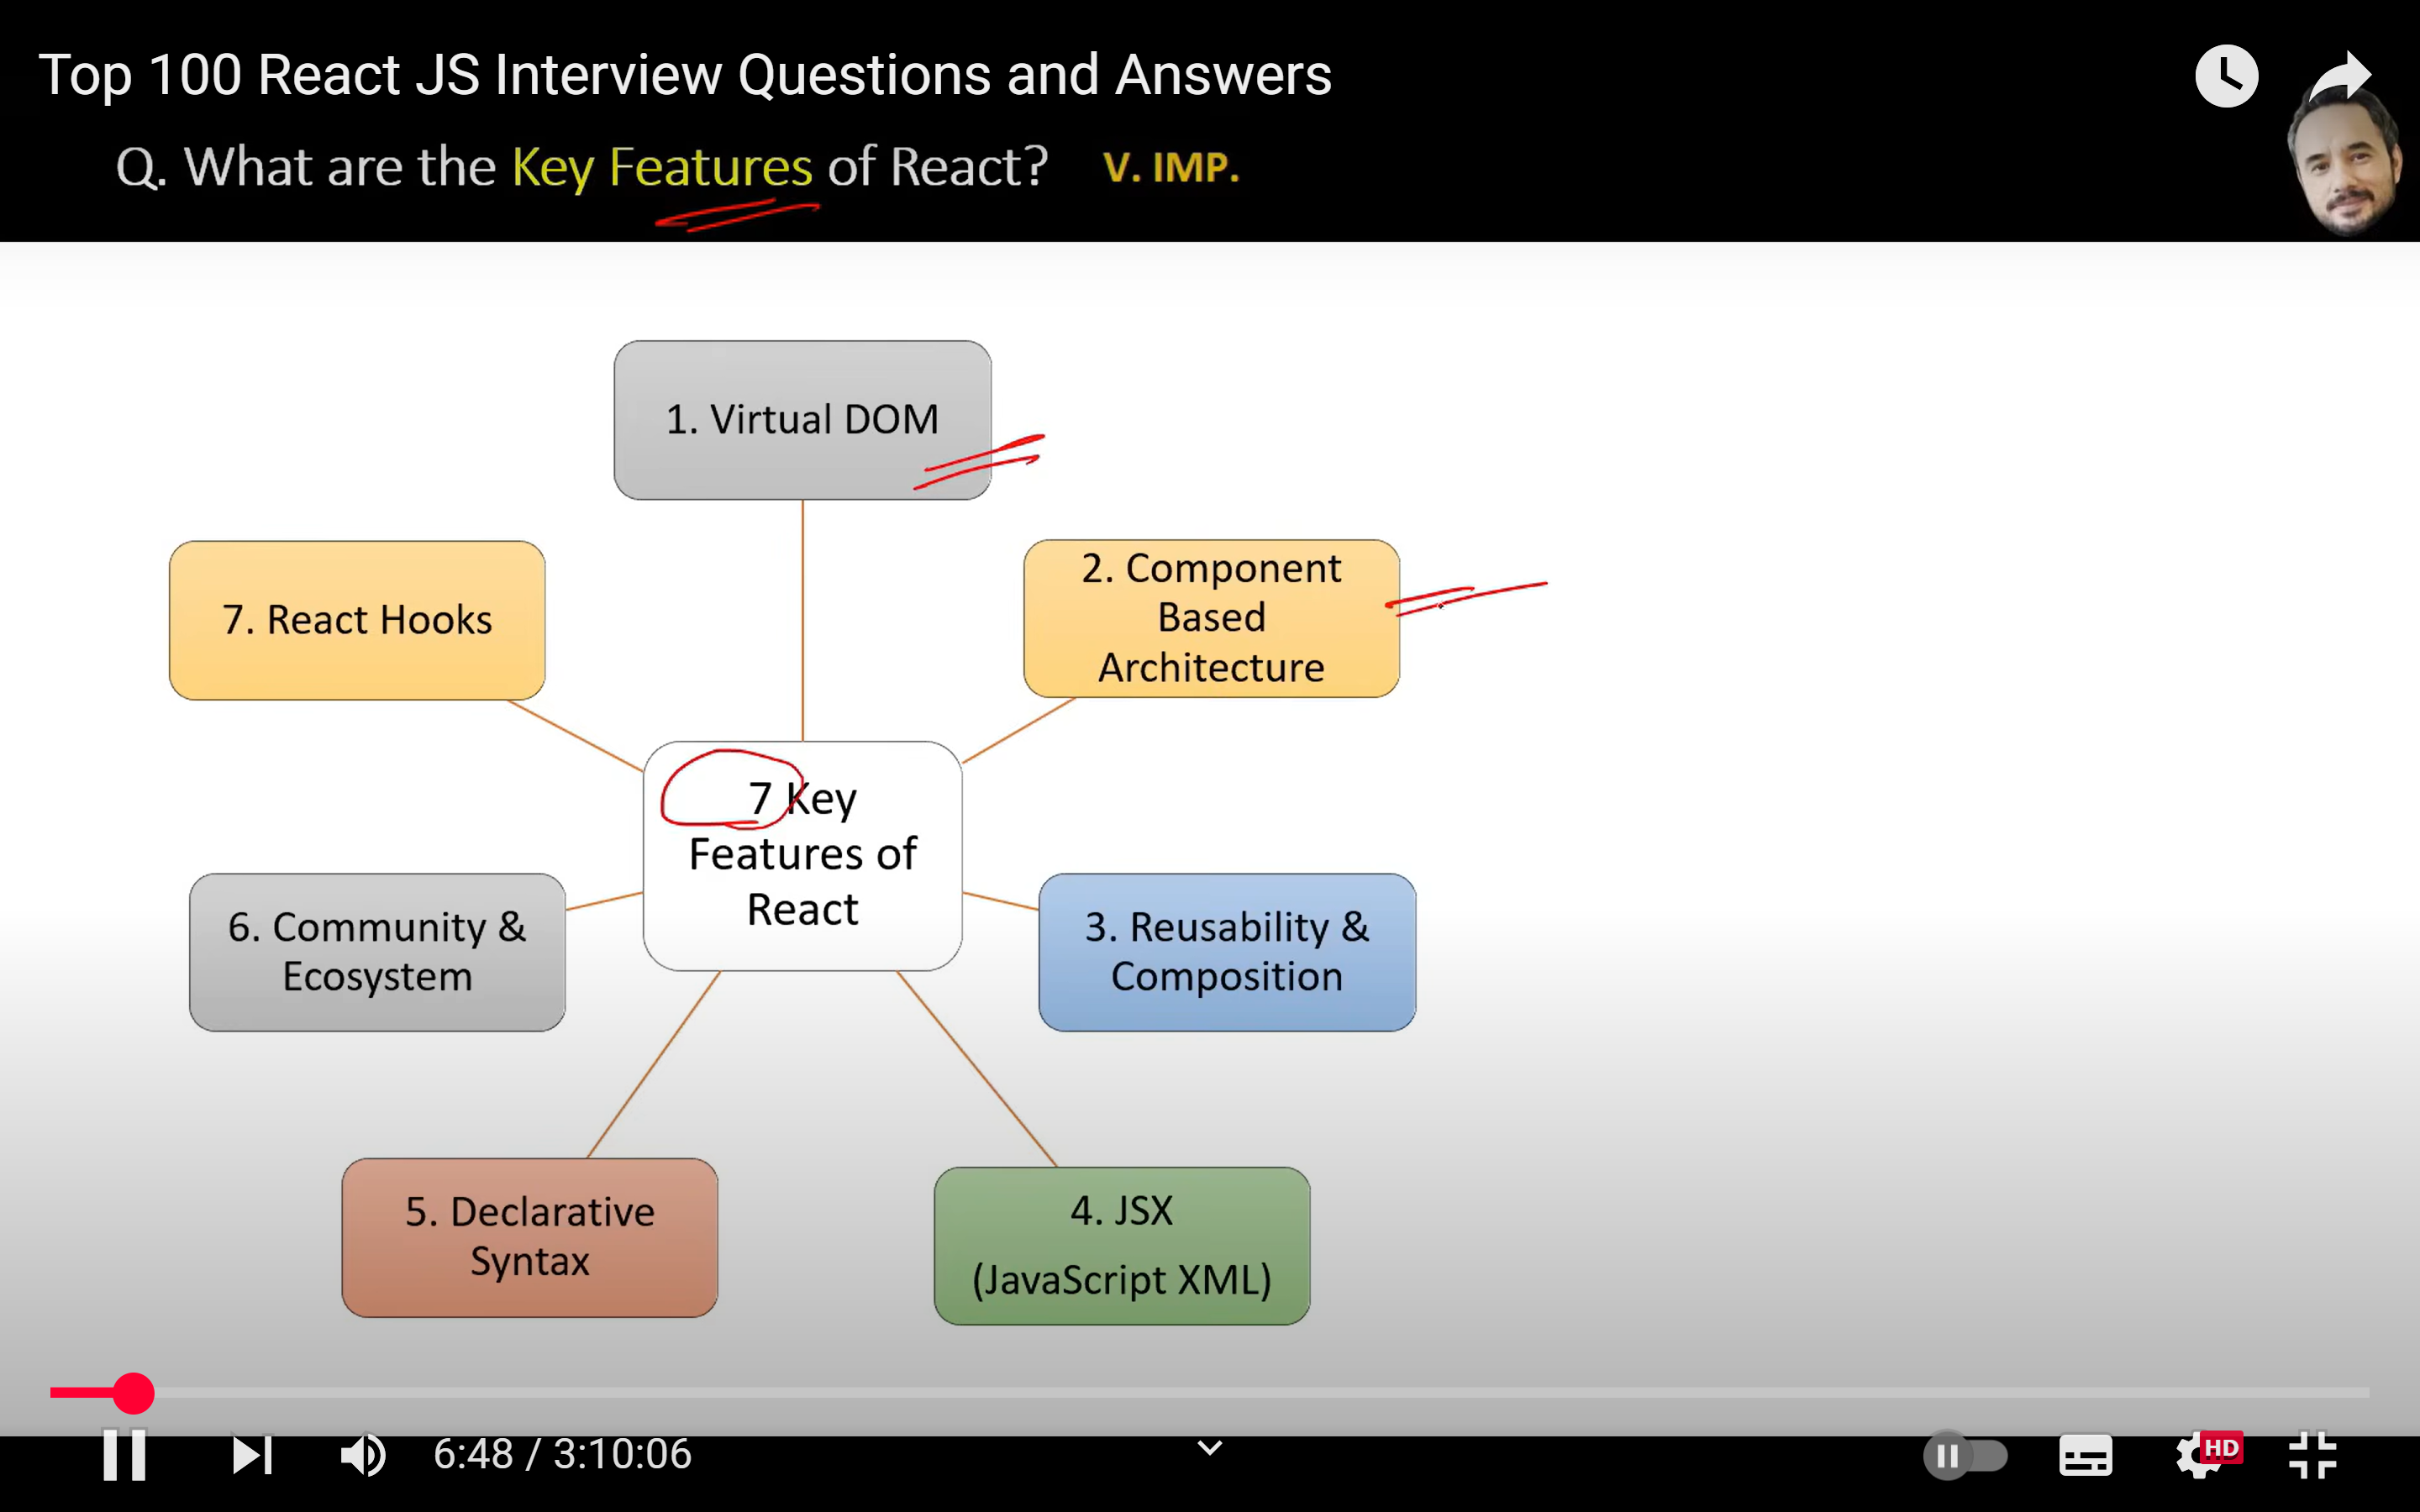 Top 100 React JS Interview Questions and Answers
Q. What are the Key Features of React? V. IMP.
1. Virtual DOM
2. Component
Based
Architecture
7. React Hooks
7 Key
Features of
React
3. Reusability &
Composition
6. Community &
Ecosystem
4. JSX
(JavaScript XML)
5. Declarative
Syntax
6:48 / 3:10:06
HD